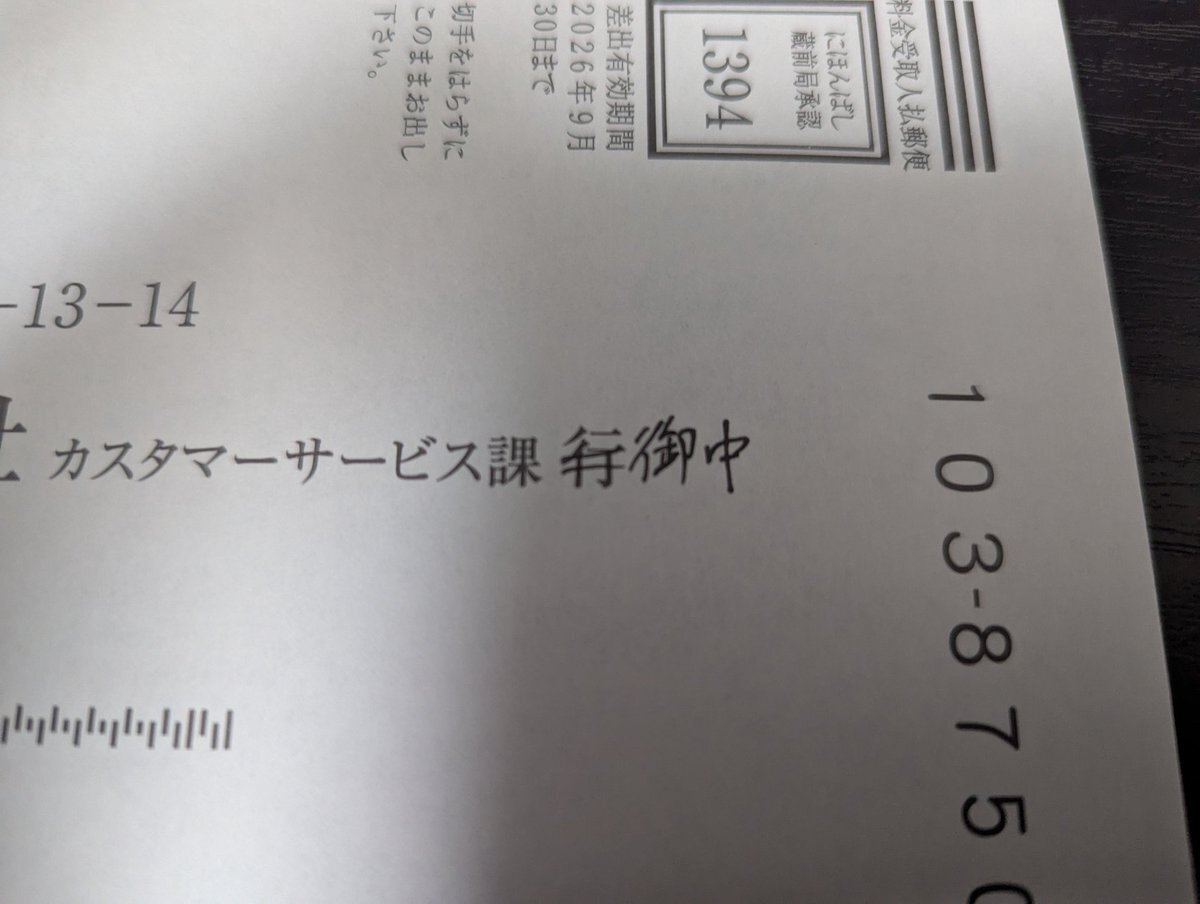 料金受取人払郵便
にほんばし
蔵前局承認
1394
差出有効期間
2026年9月
30日まで
切手をはらずに
このままお出し
下さい。
-13-14
カスタマーサービス課 行御中
103-8750